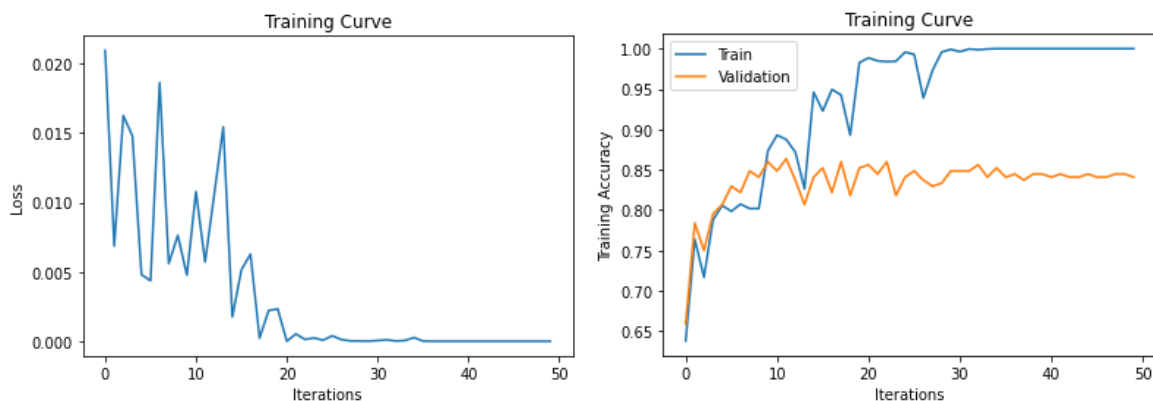 Training Curve
0.020
0.015
0.010
0.005
0.000
Loss
0 10 20 30 40 50
Iterations
Training Curve
1.00
0.95
0.90
0.85
0.80
0.75
0.70
0.65
Training Accuracy
Train
Validation
0 10 20 30 40 50
Iterations